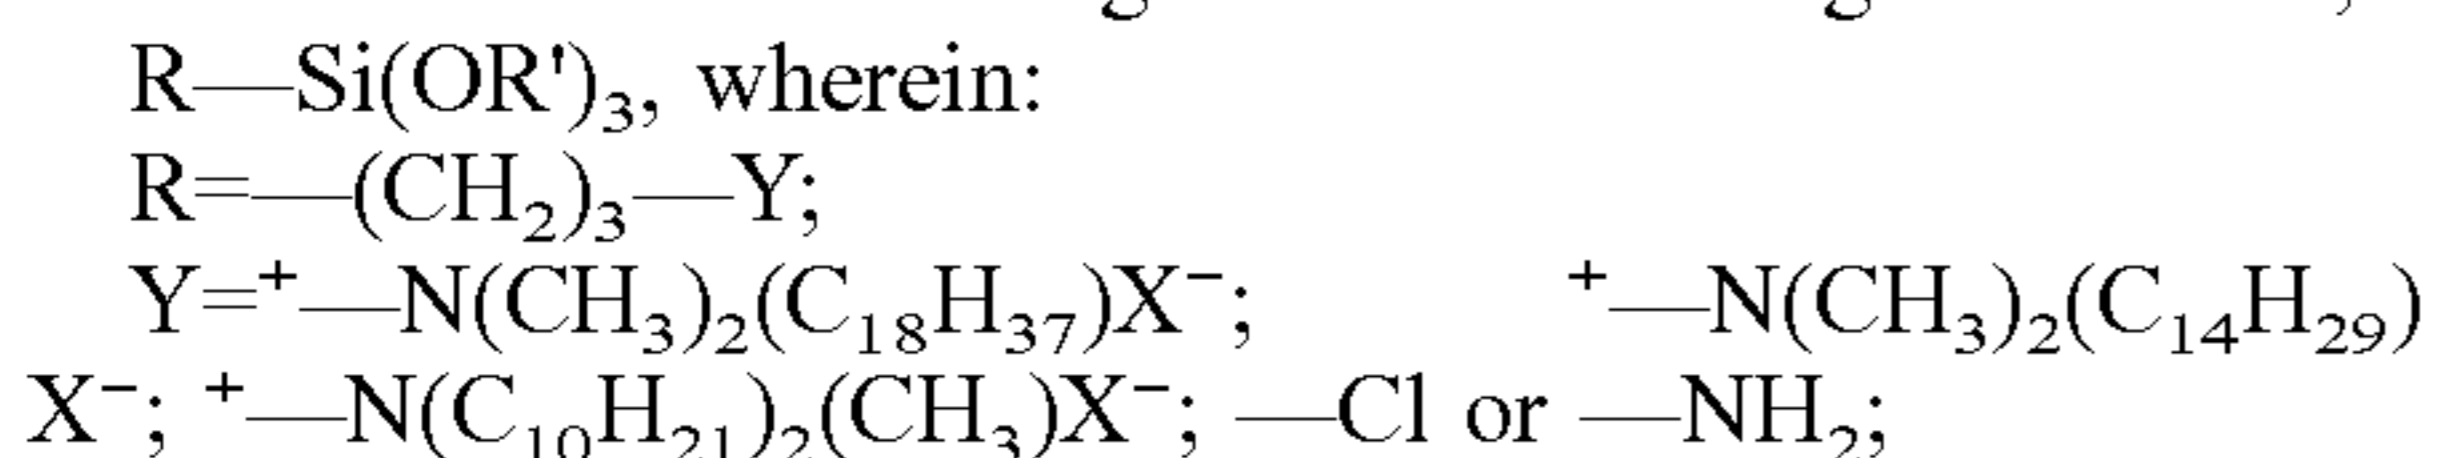 R—Si(OR')₃, wherein:
R=—(CH₂)₃—Y;
Y=⁺—N(CH₃)₂(C₁₈H₃₇)X⁻; ⁺—N(CH₃)₂(C₁₄H₂₉)
X⁻; ⁺—N(C₁₀H₂₁)₂(CH₃)X⁻; —Cl or —NH₂;